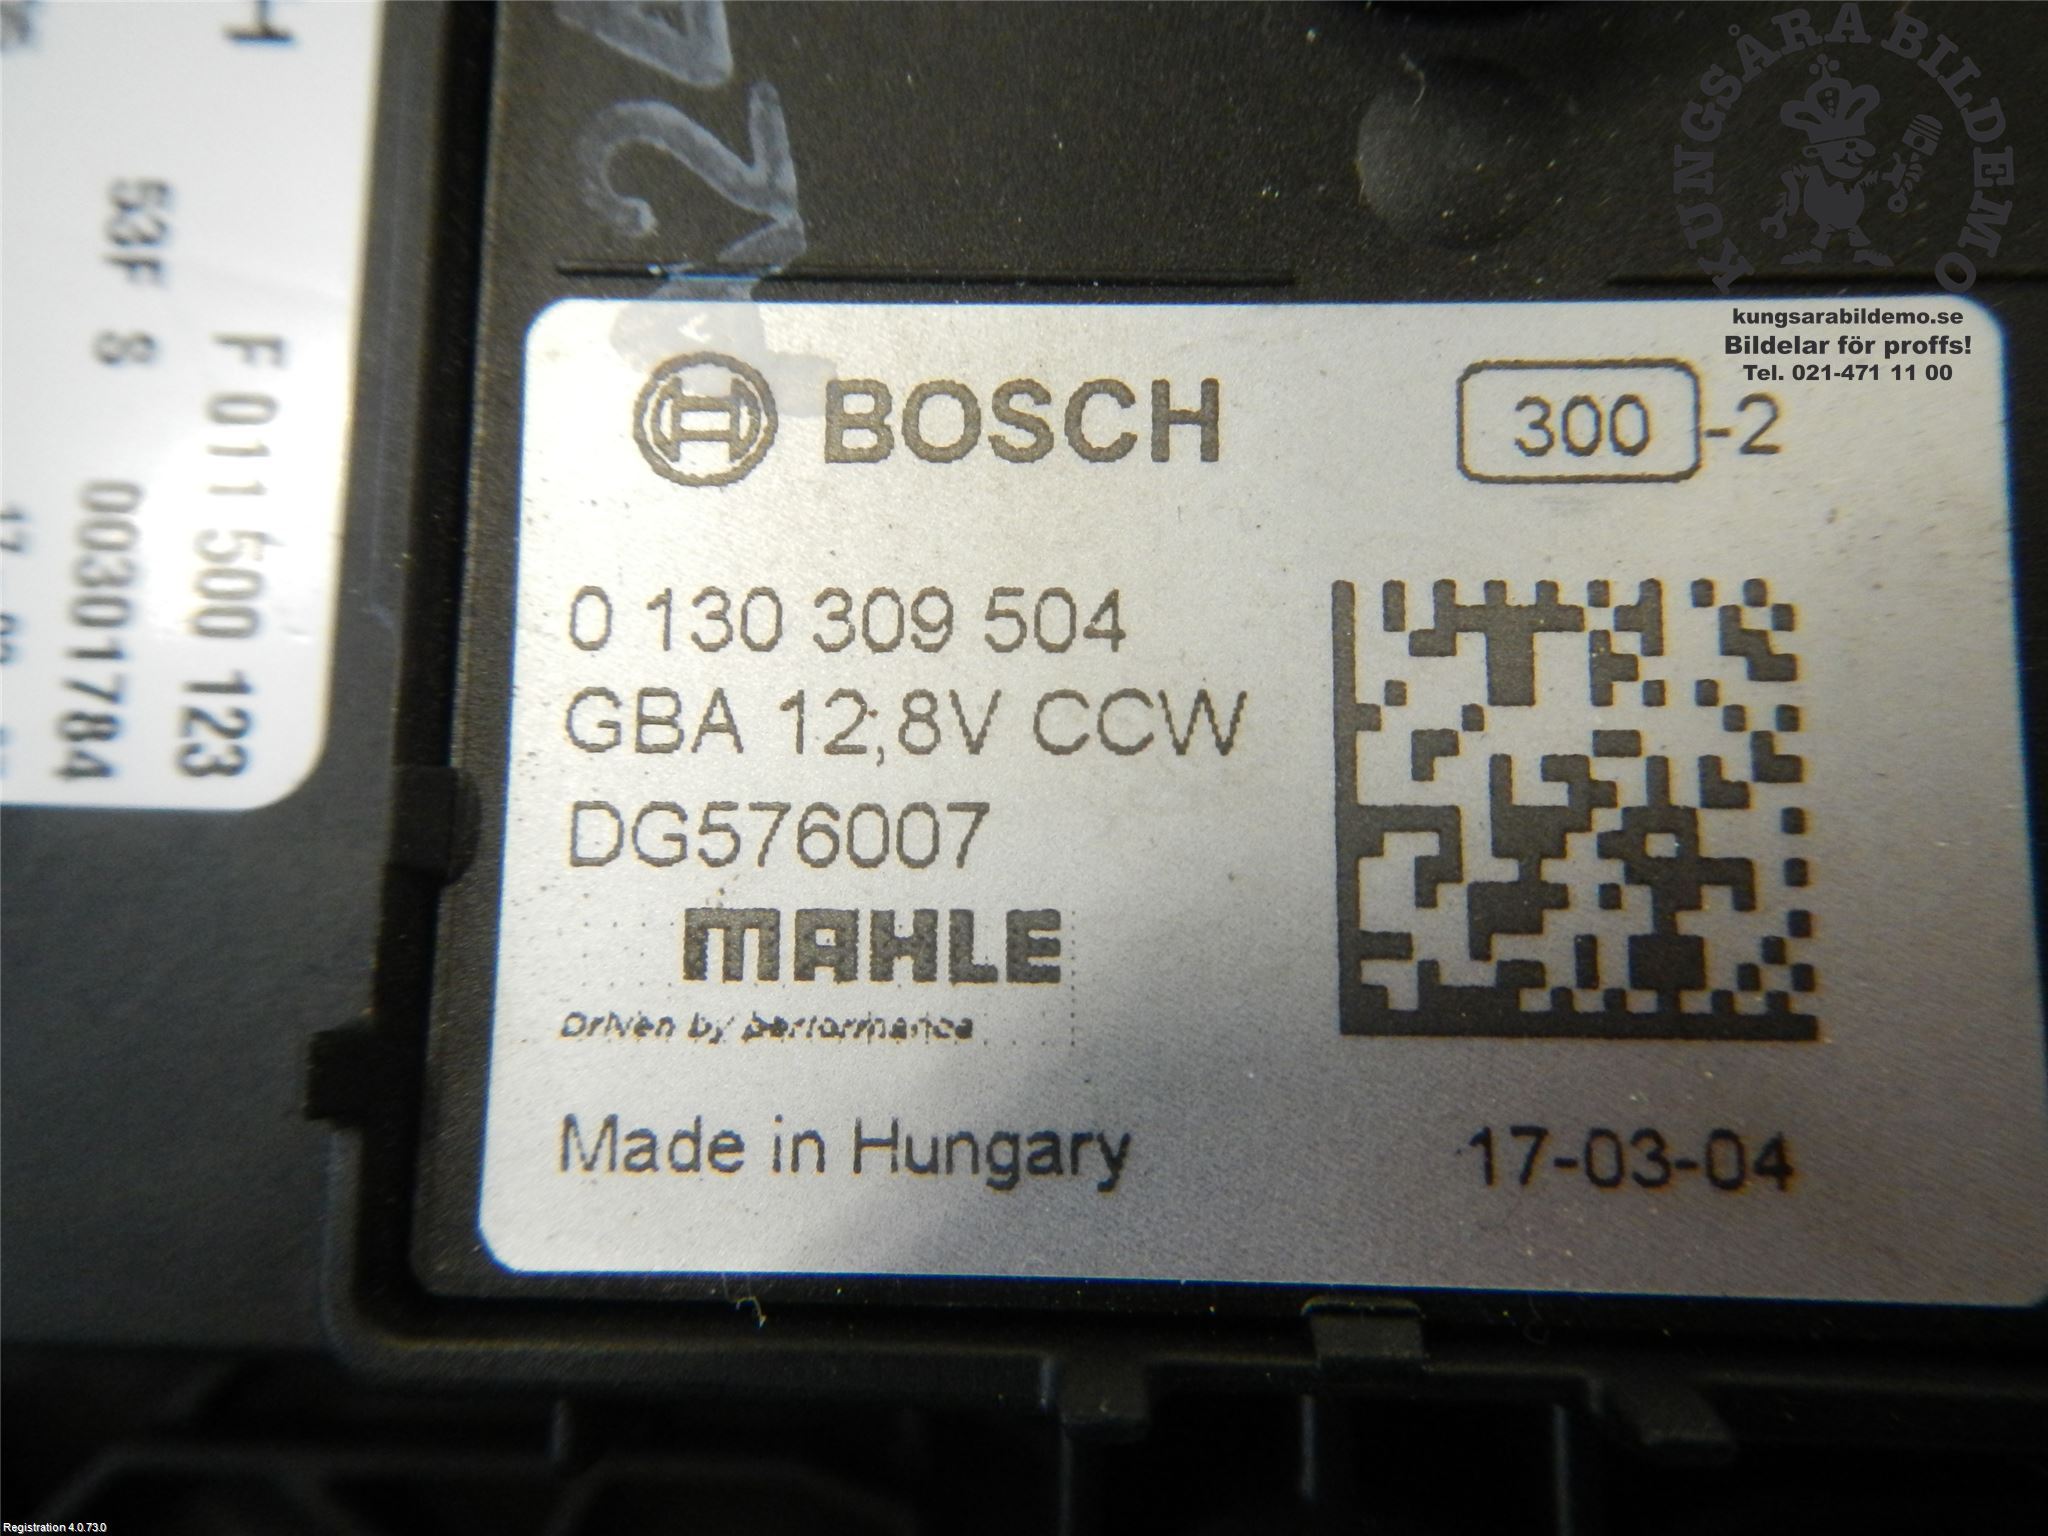 BOSCH
300-2
0 130 309 504
GBA 12,8V CCW
DG576007
MAHLE
Driven by performance
Made in Hungary
17-03-04
F 011 500 123
53F S 00301784
24
KUNGSÅRA BILDEMO
kungsarabildemo.se
Bildelar för proffs!
Tel. 021-471 11 00
Registration 4.0.73.0